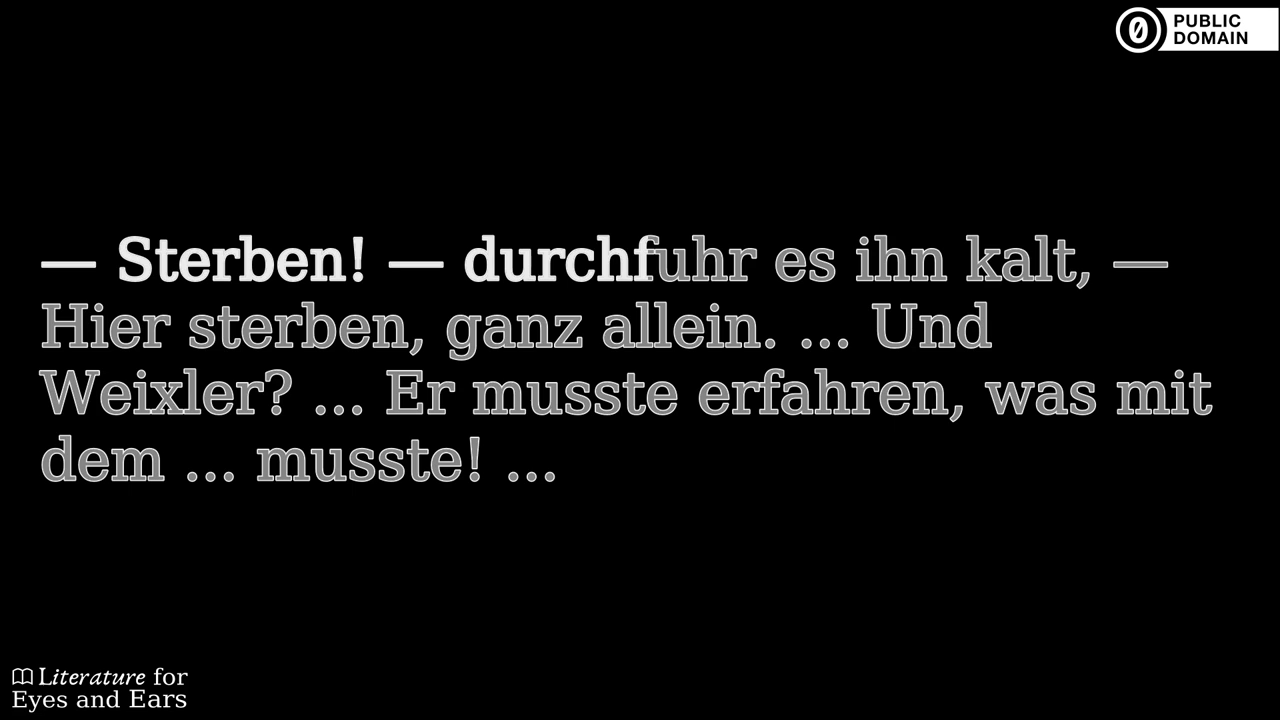 PUBLIC
DOMAIN
— Sterben! — durchfuhr es ihn kalt, —
Hier sterben, ganz allein. ... Und
Weixler? ... Er musste erfahren, was mit
dem ... musste! ...
Literature for
Eyes and Ears